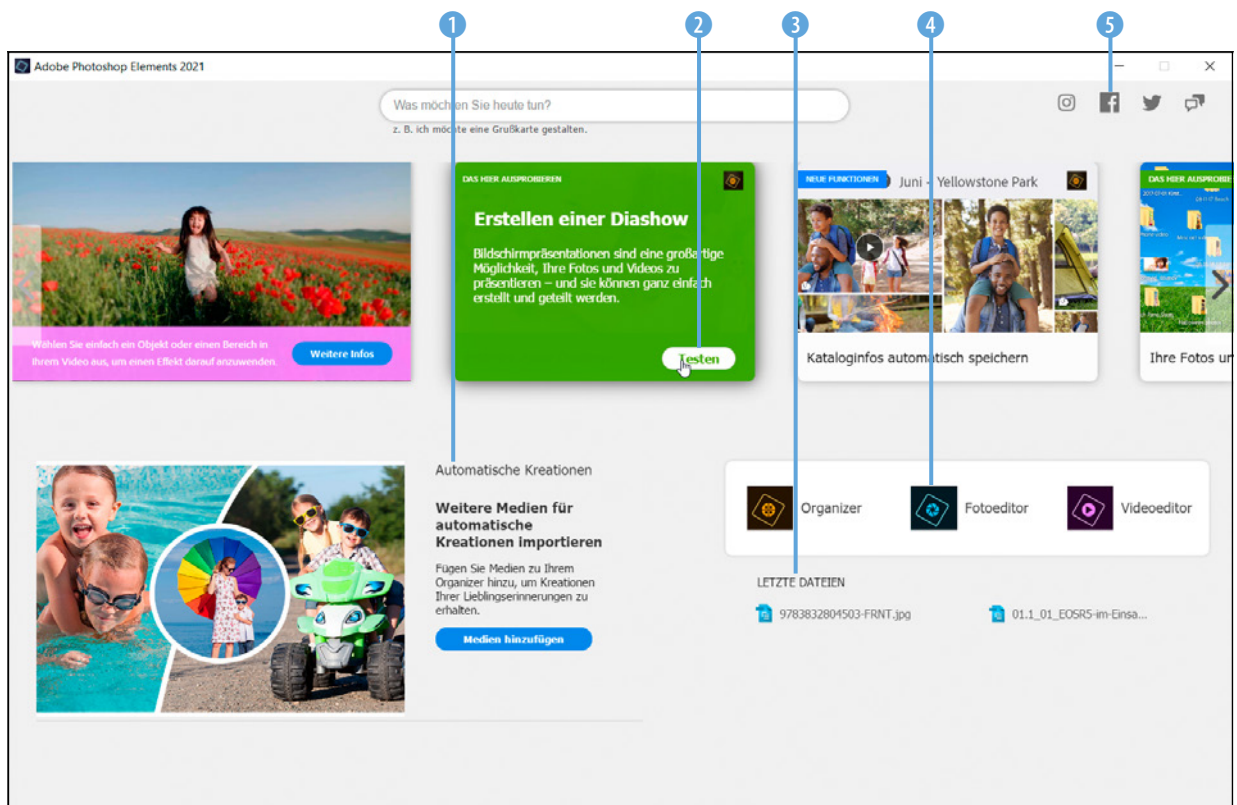 1 2 3 4 5
Adobe Photoshop Elements 2021
Was möchten Sie heute tun?
z. B. ich möchte eine Grußkarte gestalten.
Wählen Sie einfach ein Objekt oder einen Bereich in
Ihrem Video aus, um einen Effekt darauf anzuwenden.
Weitere Infos
DAS HIER AUSPROBIEREN
Erstellen einer Diashow
Bildschirmpräsentationen sind eine großartige
Möglichkeit, Ihre Fotos und Videos zu
präsentieren – und sie können ganz einfach
erstellt und geteilt werden.
Testen
NEUE FUNKTIONEN
Juni - Yellowstone Park
Kataloginfos automatisch speichern
DAS HIER AUSPROBIE
Ihre Fotos ur
Automatische Kreationen
Weitere Medien für
automatische
Kreationen importieren
Fügen Sie Medien zu Ihrem
Organizer hinzu, um Kreationen
Ihrer Lieblingserinnerungen zu
erhalten.
Medien hinzufügen
Organizer
Fotoeditor
Videoeditor
LETZTE DATEIEN
9783832804503-FRNT.jpg
01.1_01_EOSR5-im-Einsa...